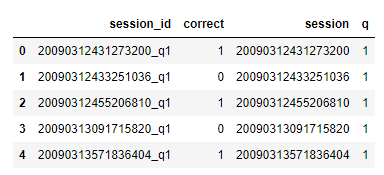 session_id correct session q
0 20090312431273200_q1 1 20090312431273200 1
1 20090312433251036_q1 0 20090312433251036 1
2 20090312455206810_q1 1 20090312455206810 1
3 20090313091715820_q1 0 20090313091715820 1
4 20090313571836404_q1 1 20090313571836404 1